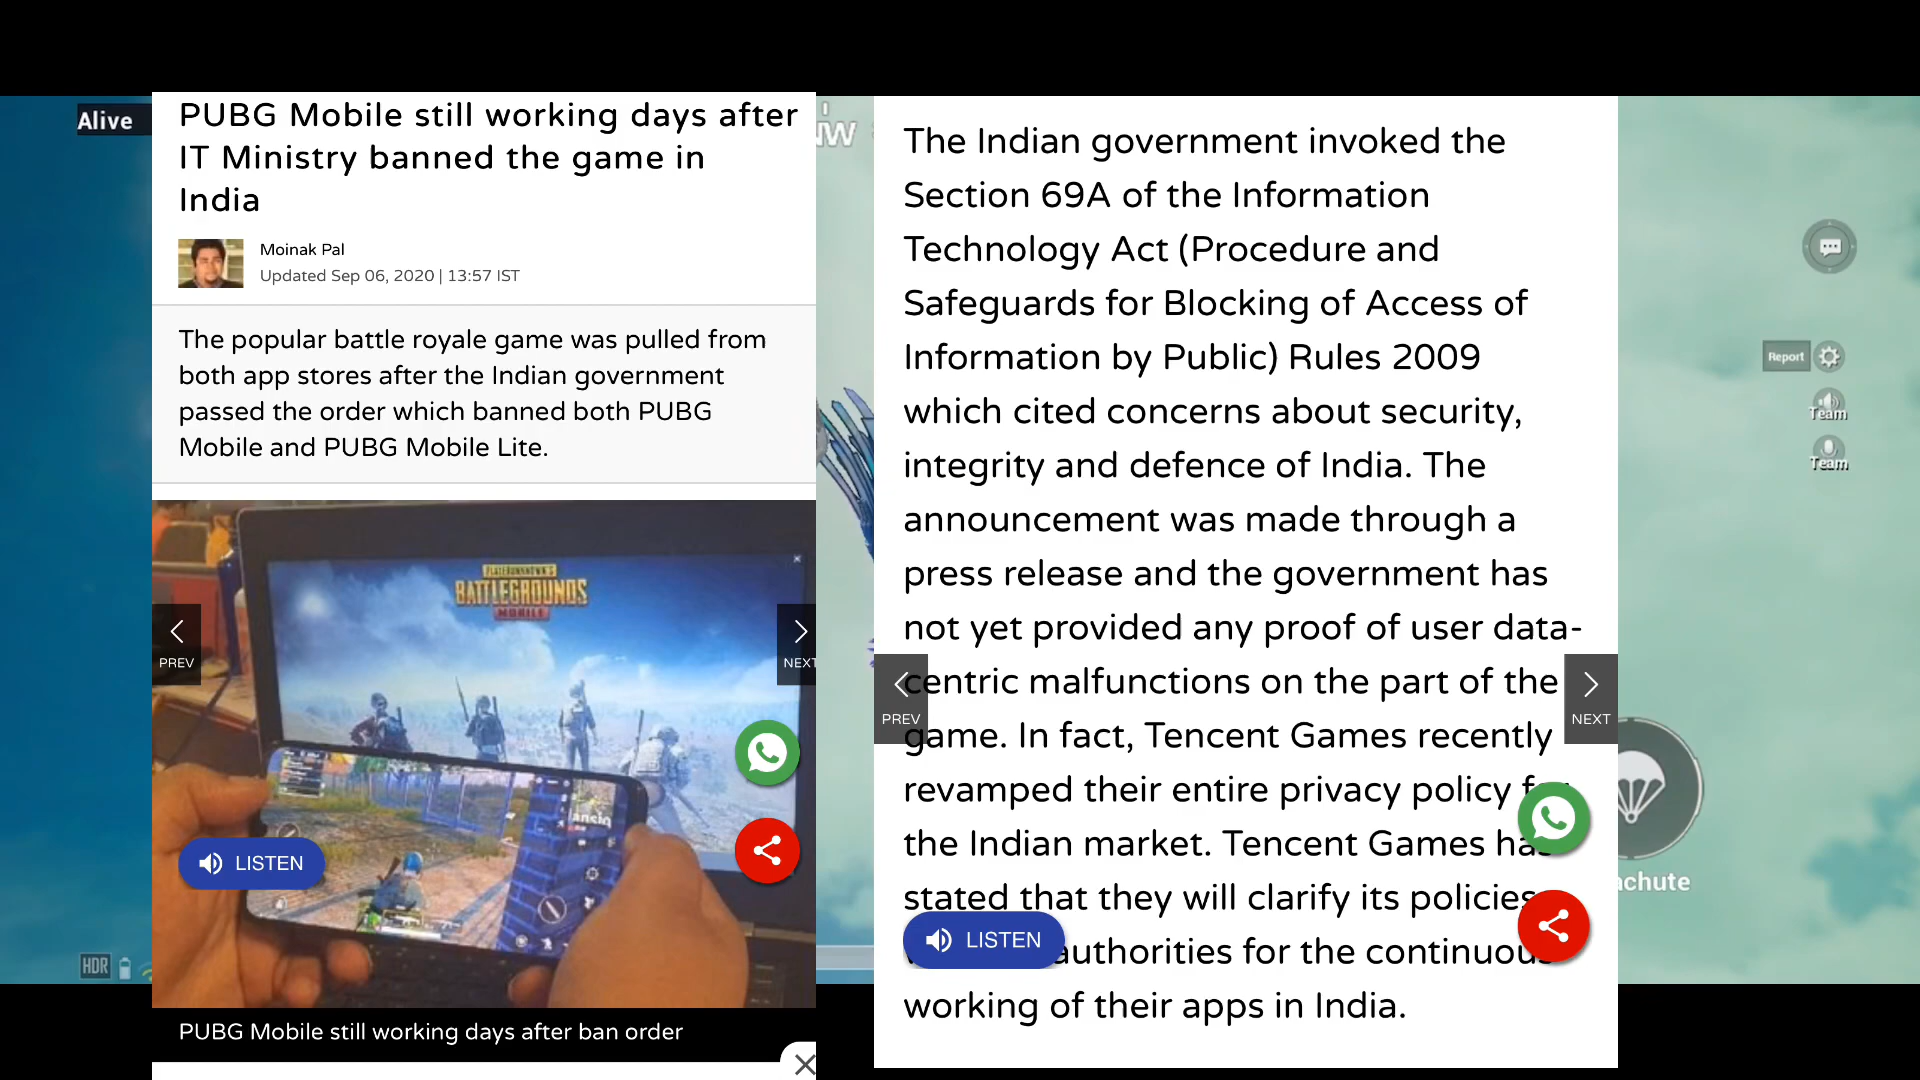 Alive
PUBG Mobile still working days after
IT Ministry banned the game in
India
Moinak Pal
Updated Sep 06, 2020 | 13:57 IST
The popular battle royale game was pulled from
both app stores after the Indian government
passed the order which banned both PUBG
Mobile and PUBG Mobile Lite.
BATTLEGROUNDS
MOBILE
PREV
NEXT
LISTEN
HDR
PUBG Mobile still working days after ban order
NW
The Indian government invoked the
Section 69A of the Information
Technology Act (Procedure and
Safeguards for Blocking of Access of
Information by Public) Rules 2009
which cited concerns about security,
integrity and defence of India. The
announcement was made through a
press release and the government has
not yet provided any proof of user data-
centric malfunctions on the part of the
game. In fact, Tencent Games recently
revamped their entire privacy policy
the Indian market. Tencent Games has
stated that they will clarify its policies
authorities for the continuous
working of their apps in India.
PREV
NEXT
LISTEN
Report
Team
Team
achute